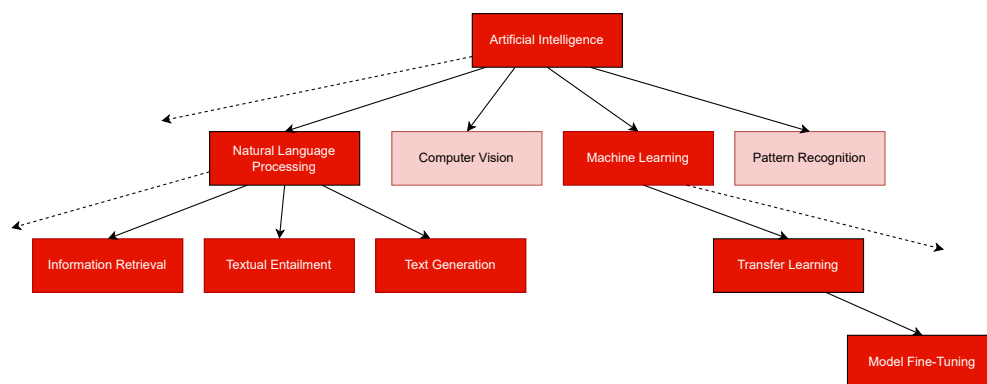 Artificial Intelligence
Natural Language
Processing
Computer Vision
Machine Learning
Pattern Recognition
Information Retrieval
Textual Entailment
Text Generation
Transfer Learning
Model Fine-Tuning